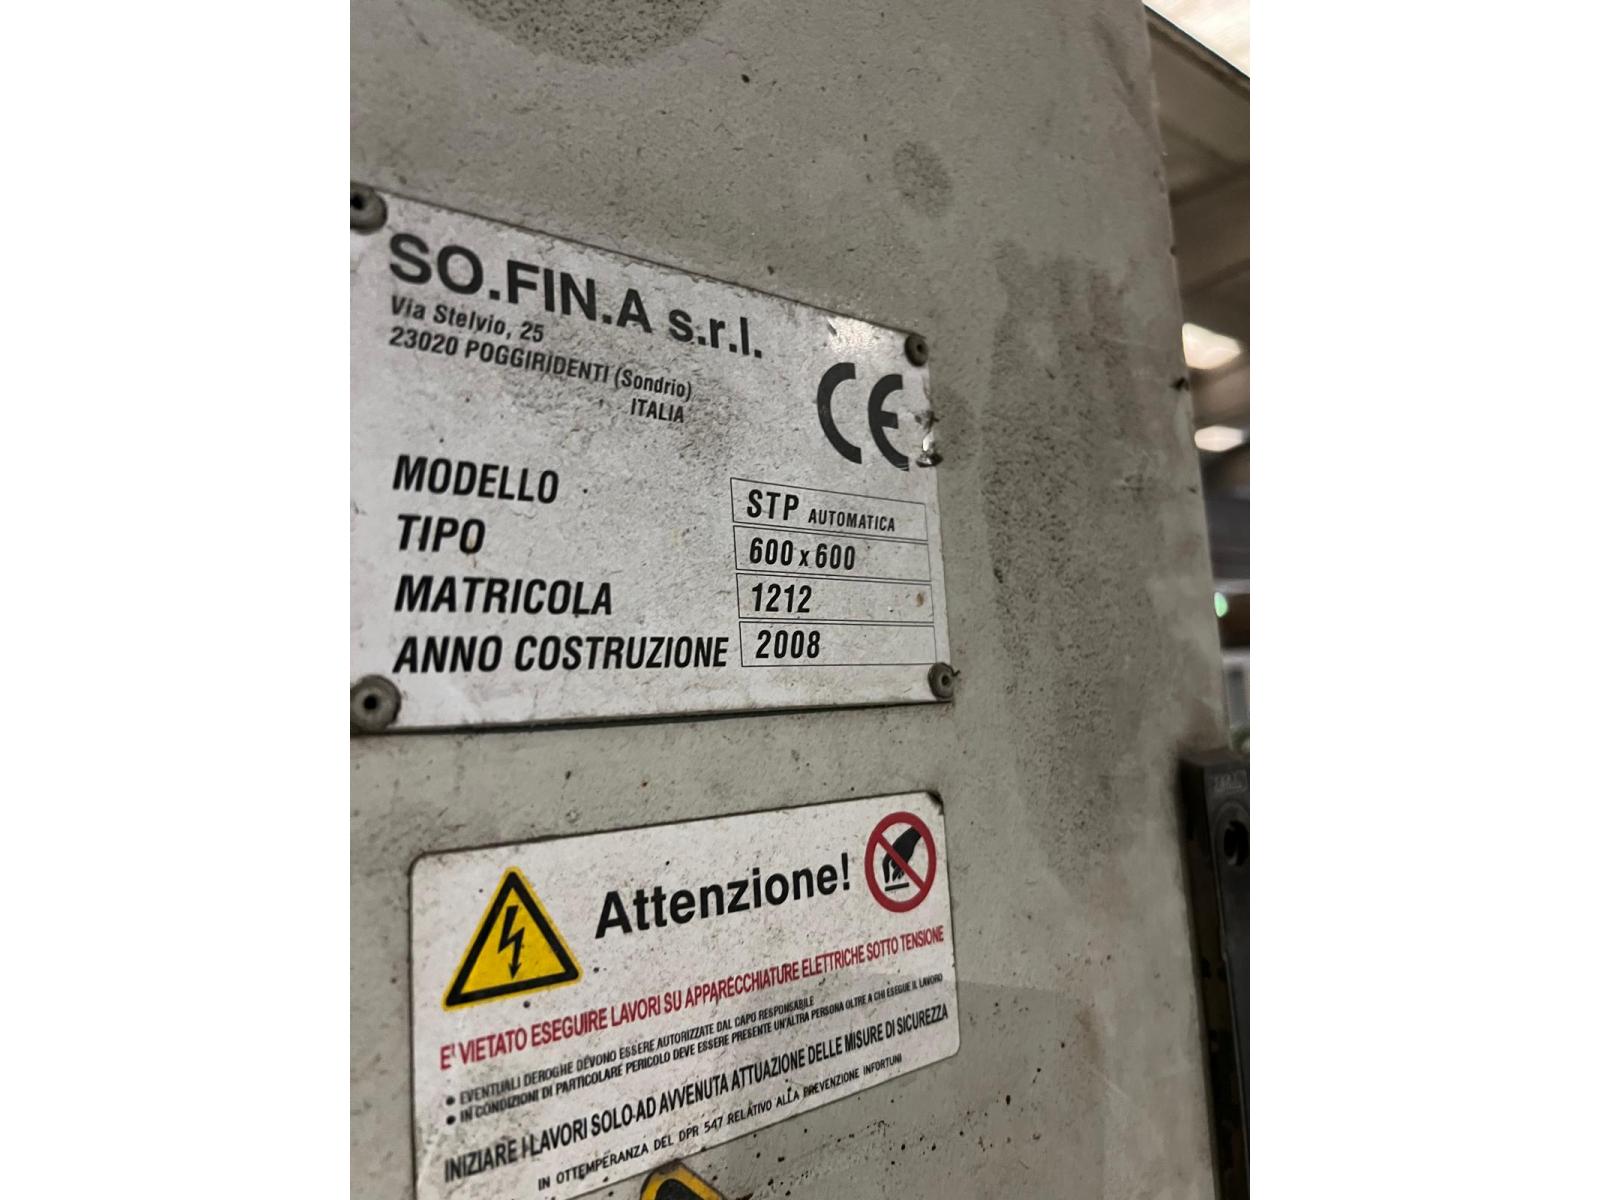 SO.FIN.A s.r.l.
Via Stelvio, 25
23020 POGGIRIDENTI (Sondrio)
ITALIA
CE
MODELLO STP AUTOMATICA
TIPO 600 x 600
MATRICOLA 1212
ANNO COSTRUZIONE 2008
Attenzione!
E' VIETATO ESEGUIRE LAVORI SU APPARECCHIATURE ELETTRICHE SOTTO TENSIONE
• EVENTUALI DEROGHE DEVONO ESSERE AUTORIZZATE DAL CAPO RESPONSABILE
• IN CONDIZIONI DI PARTICOLARE PERICOLO DEVE ESSERE PRESENTE UN'ALTRA PERSONA OLTRE A CHI ESEGUE IL LAVORO
INIZIARE I LAVORI SOLO AD AVVENUTA ATTUAZIONE DELLE MISURE DI SICUREZZA
IN OTTEMPERANZA DEL DPR 547 RELATIVO ALLA PREVENZIONE INFORTUNI